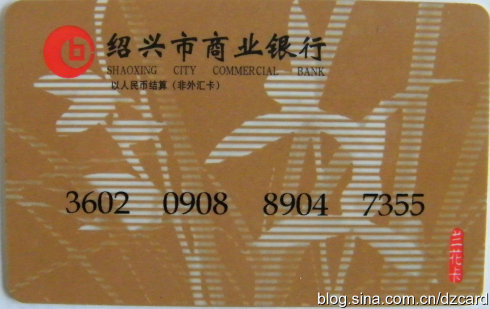 绍兴市商业银行
SHAOXING CITY COMMERCIAL BANK
以人民币结算（非外汇卡）
3602 0908 8904 7355
兰花卡
blog.sina.com.cn/dzcard